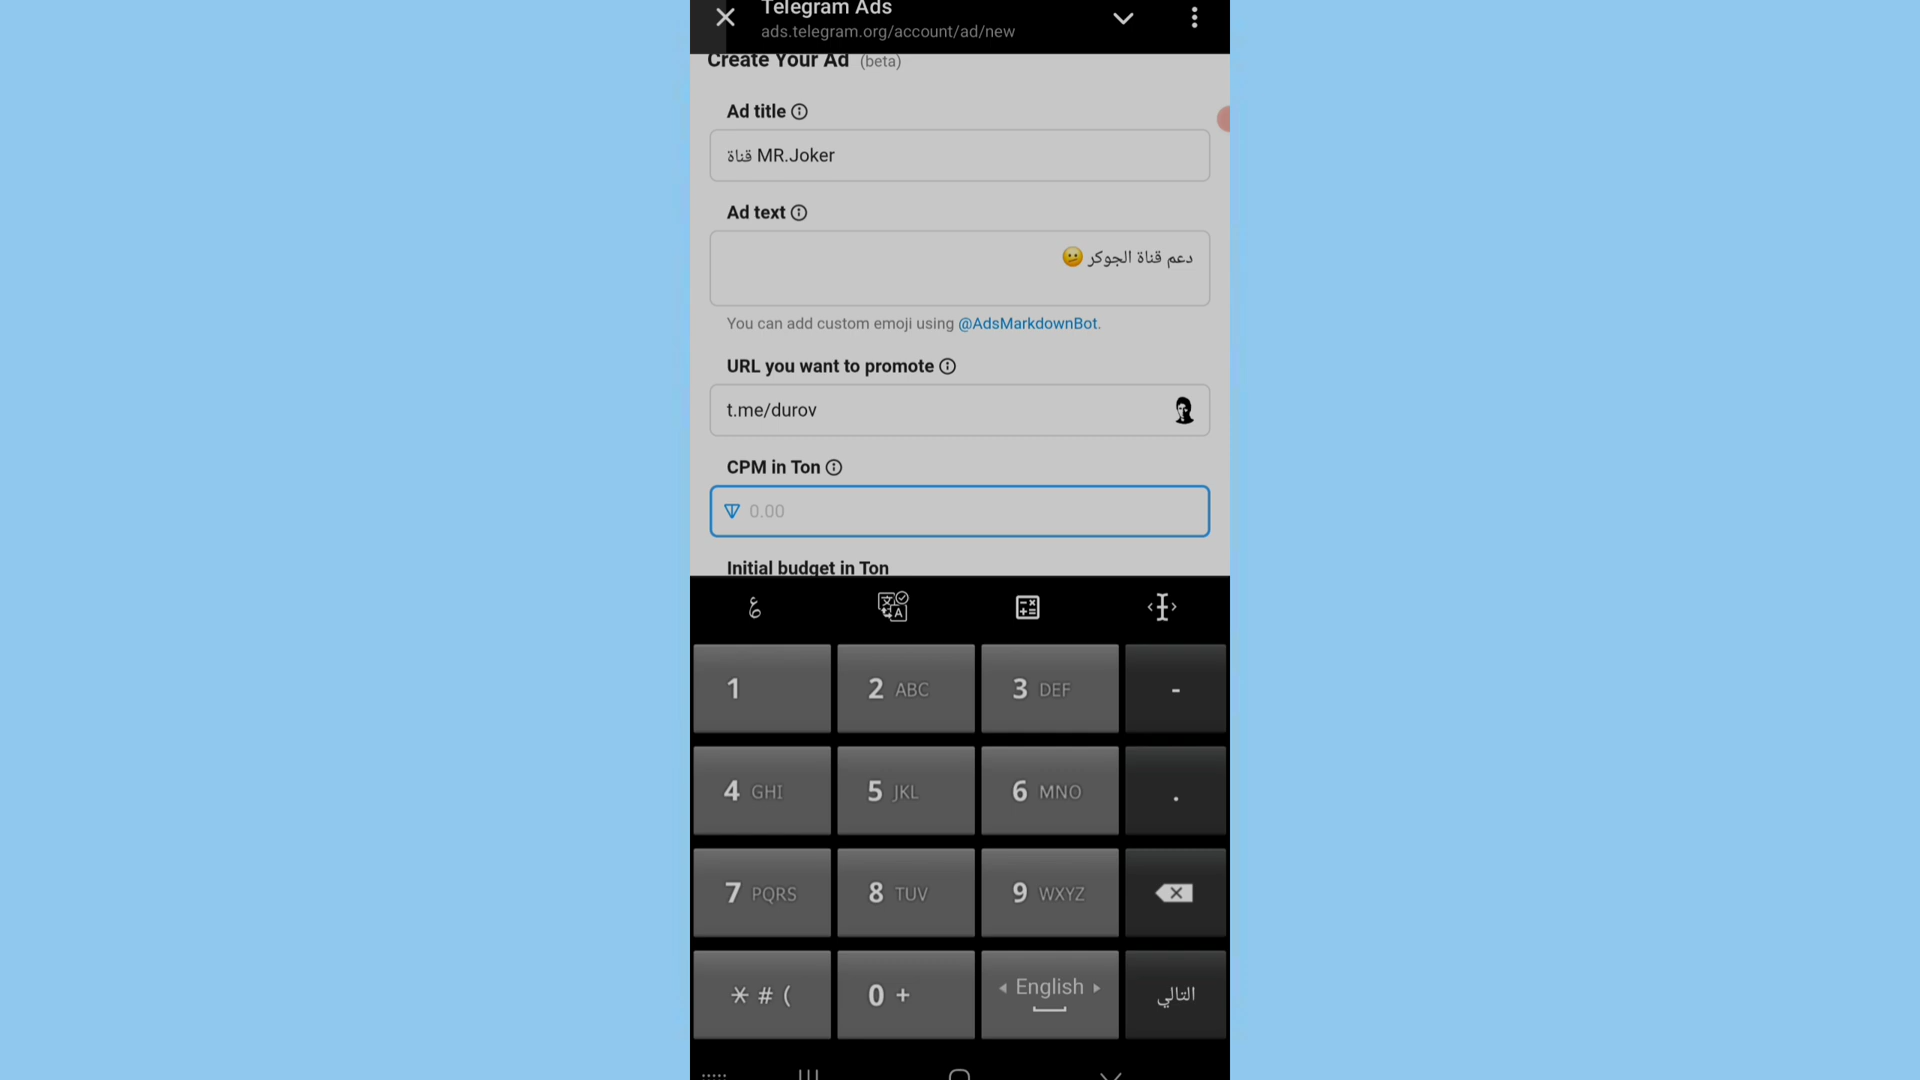 Telegram Ads
ads.telegram.org/account/ad/new
Create Your Ad (beta)
Ad title
قناة MR.Joker
Ad text
دعم قناة الجوكر 🫤
You can add custom emoji using @AdsMarkdownBot.
URL you want to promote
t.me/durov
CPM in Ton
0.00
Initial budget in Ton
1 2 ABC 3 DEF -
4 GHI 5 JKL 6 MNO .
7 PQRS 8 TUV 9 WXYZ
* # ( 0 + English التالي